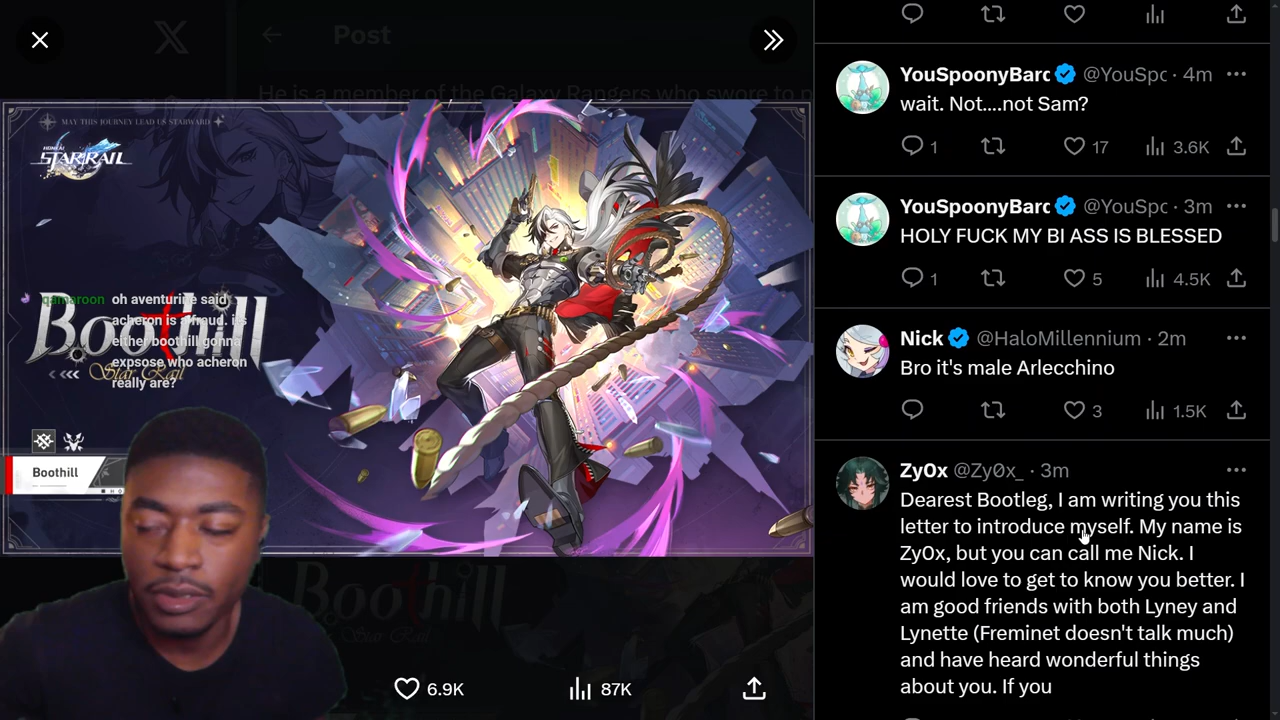 Post
He is a member of the Galaxy Rangers who swore to p
MAY THIS JOURNEY LEAD US STARWARD
HONKAI
STAR RAIL
qamaroon oh aventurine said
acheron is a fraud. its
either boothill gonna
expsose who acheron
really are?
Boothill
Star Rail
Boothill
Boothill
Star Rail
6.9K
87K
YouSpoonyBarc @YouSpc · 4m
wait. Not....not Sam?
1
17
3.6K
YouSpoonyBarc @YouSpc · 3m
HOLY FUCK MY BI ASS IS BLESSED
1
5
4.5K
Nick @HaloMillennium · 2m
Bro it's male Arlecchino
3
1.5K
ZyOx @Zy0x_ · 3m
Dearest Bootleg, I am writing you this
letter to introduce myself. My name is
ZyOx, but you can call me Nick. I
would love to get to know you better. I
am good friends with both Lyney and
Lynette (Freminet doesn't talk much)
and have heard wonderful things
about you. If you